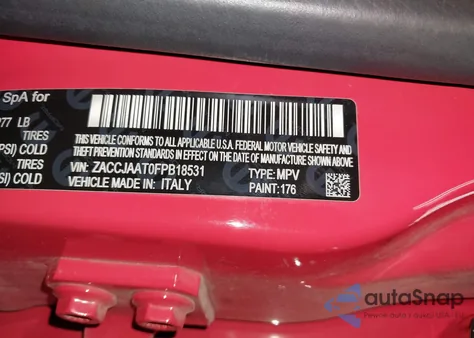 SpA for
277 LB
TIRES
PSI) COLD
TIRES
SI) COLD
THIS VEHICLE CONFORMS TO ALL APPLICABLE U.S.A. FEDERAL MOTOR VEHICLE SAFETY AND
THEFT PREVENTION STANDARDS IN EFFECT ON THE DATE OF MANUFACTURE SHOWN ABOVE.
VIN: ZACCJAAT0FPB18531 TYPE: MPV
VEHICLE MADE IN: ITALY PAINT: 176
autaSnap